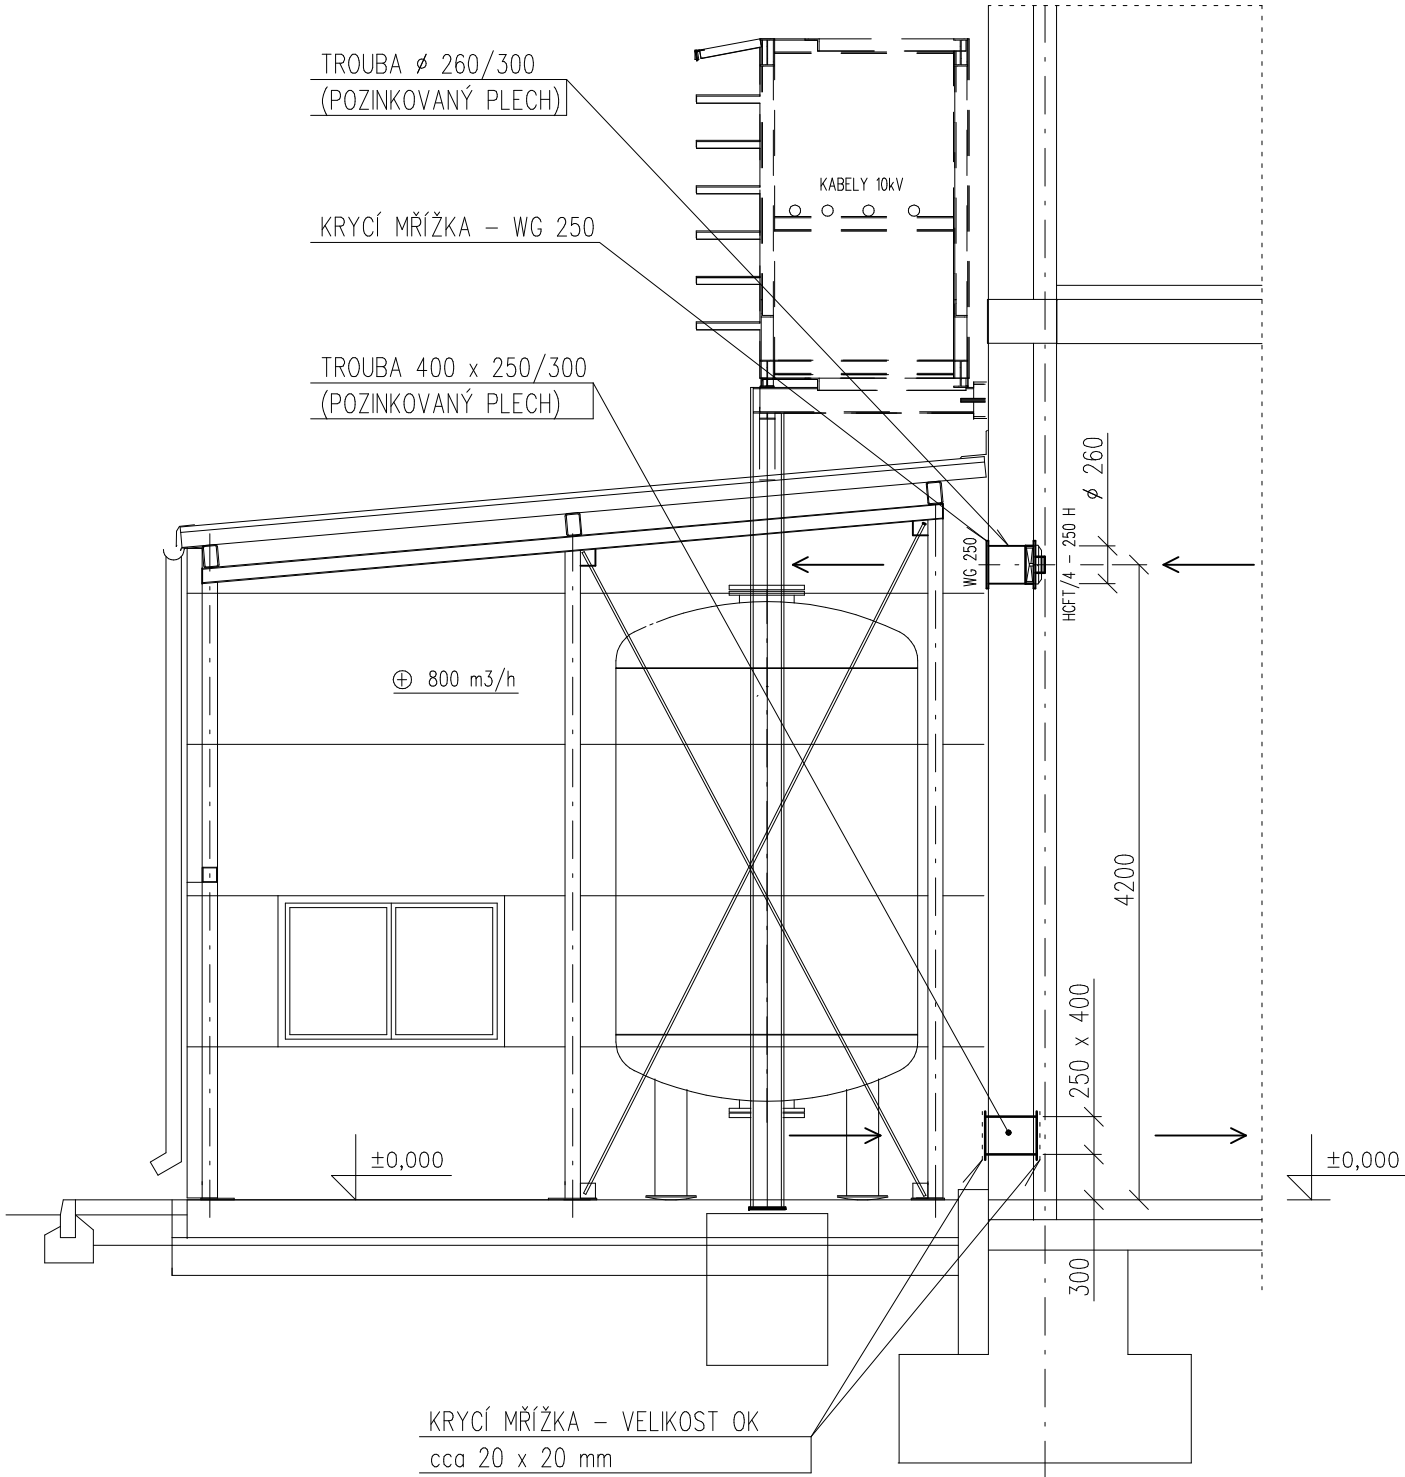 TROUBA ø 260/300
(POZINKOVANÝ PLECH)
KABELY 10kV
KRYCÍ MŘÍŽKA – WG 250
TROUBA 400 x 250/300
(POZINKOVANÝ PLECH)
ø 260
WG 250
HCFT/4 – 250 H
⊕ 800 m3/h
4200
250 x 400
±0,000
±0,000
300
KRYCÍ MŘÍŽKA – VELIKOST OK
cca 20 x 20 mm